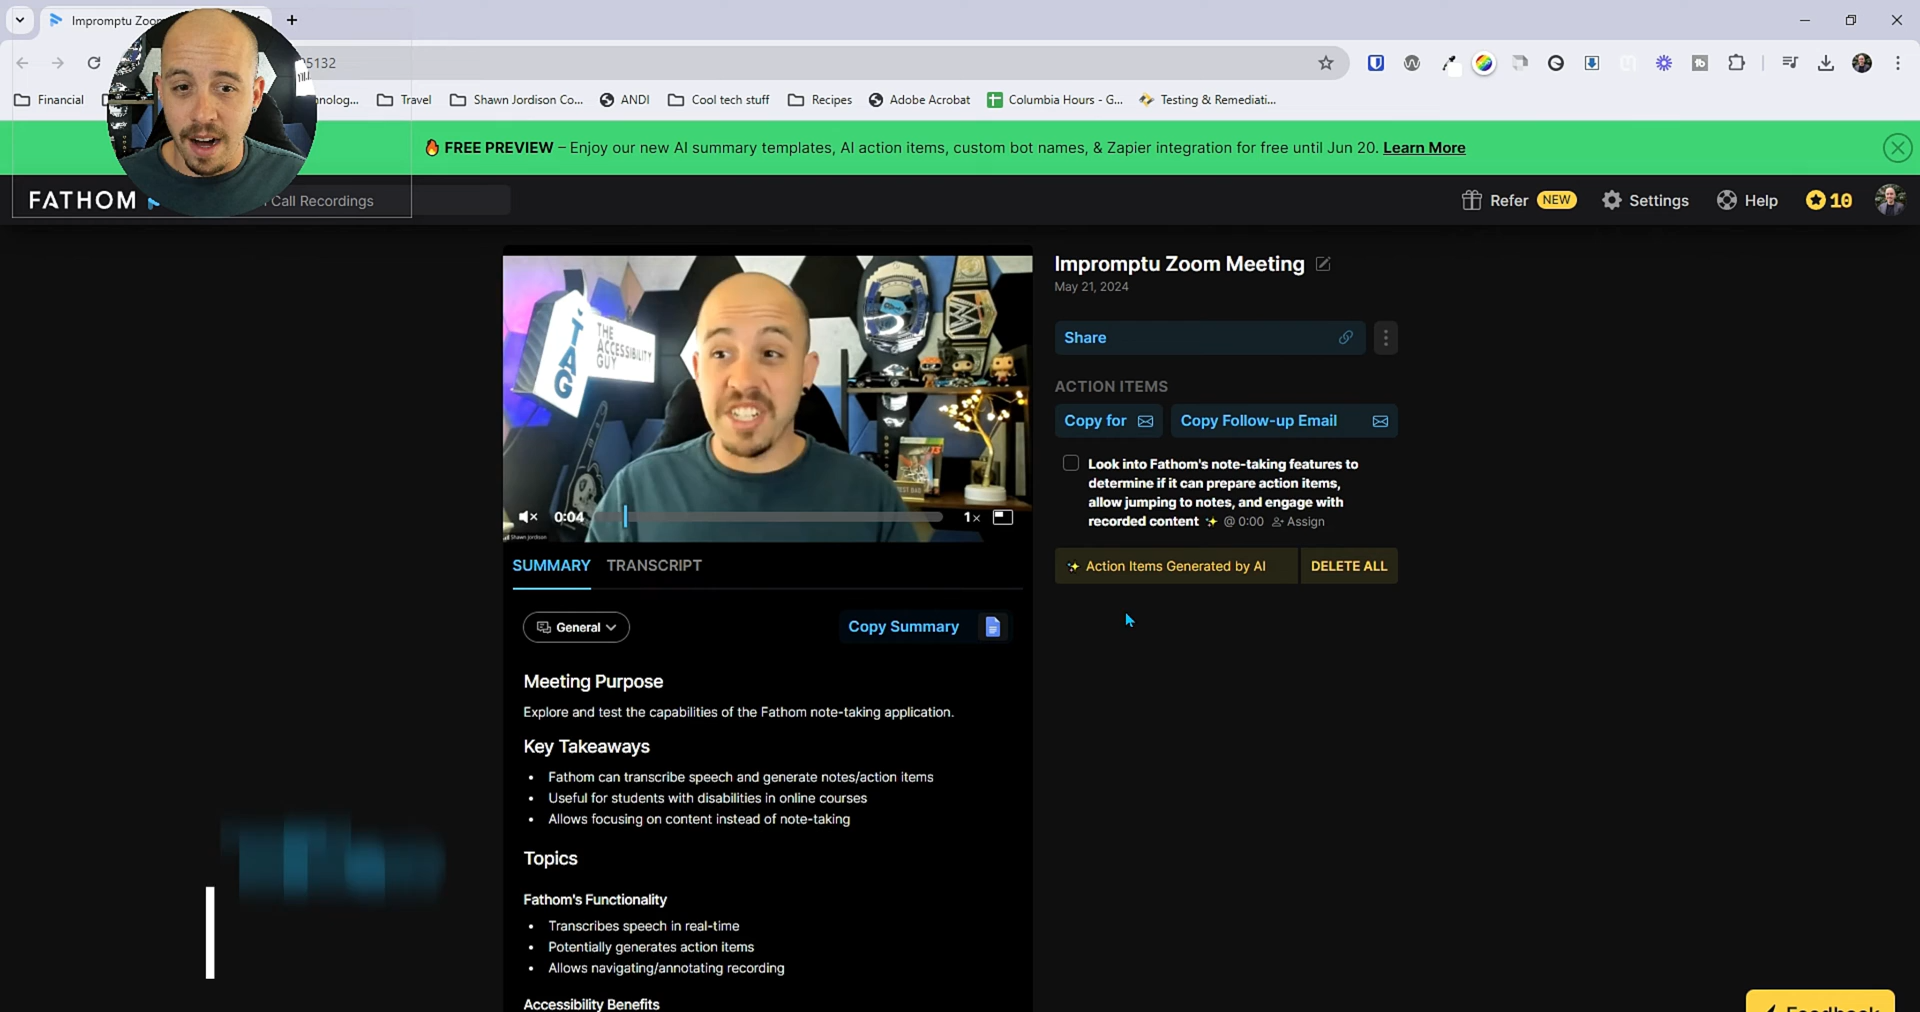 Impromptu Zoo
5132
Financial
hnolog...
Travel
Shawn Jordison Co...
ANDI
Cool tech stuff
Recipes
Adobe Acrobat
Columbia Hours - G...
Testing & Remediati...
FREE PREVIEW – Enjoy our new AI summary templates, AI action items, custom bot names, & Zapier integration for free until Jun 20. Learn More
FATHOM
Call Recordings
Refer NEW
Settings
Help
10
Impromptu Zoom Meeting
May 21, 2024
Share
ACTION ITEMS
Copy for
Copy Follow-up Email
Look into Fathom's note-taking features to
determine if it can prepare action items,
allow jumping to notes, and engage with
recorded content @ 0:00 Assign
Action Items Generated by AI
DELETE ALL
TAG
THE
ACCESSIBILITY
GUY
0:04
1×
Shawn Jordison
SUMMARY
TRANSCRIPT
General
Copy Summary
Meeting Purpose
Explore and test the capabilities of the Fathom note-taking application.
Key Takeaways
• Fathom can transcribe speech and generate notes/action items
• Useful for students with disabilities in online courses
• Allows focusing on content instead of note-taking
Topics
Fathom's Functionality
• Transcribes speech in real-time
• Potentially generates action items
• Allows navigating/annotating recording
Accessibility Benefits
Feedback